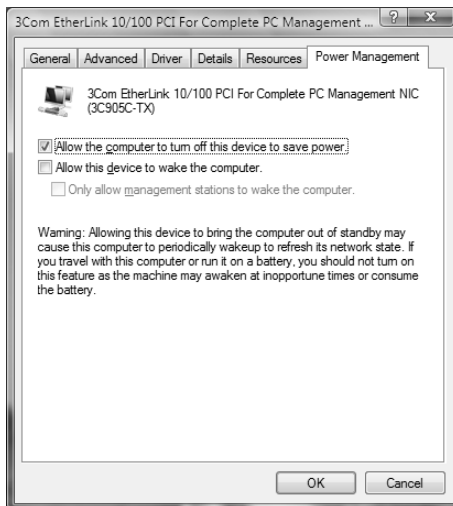 3Com EtherLink 10/100 PCI For Complete PC Management ...
General Advanced Driver Details Resources Power Management
3Com EtherLink 10/100 PCI For Complete PC Management NIC
(3C905C-TX)
Allow the computer to turn off this device to save power.
Allow this device to wake the computer.
Only allow management stations to wake the computer.
Warning: Allowing this device to bring the computer out of standby may
cause this computer to periodically wakeup to refresh its network state. If
you travel with this computer or run it on a battery, you should not turn on
this feature as the machine may awaken at inopportune times or consume
the battery.
OK Cancel